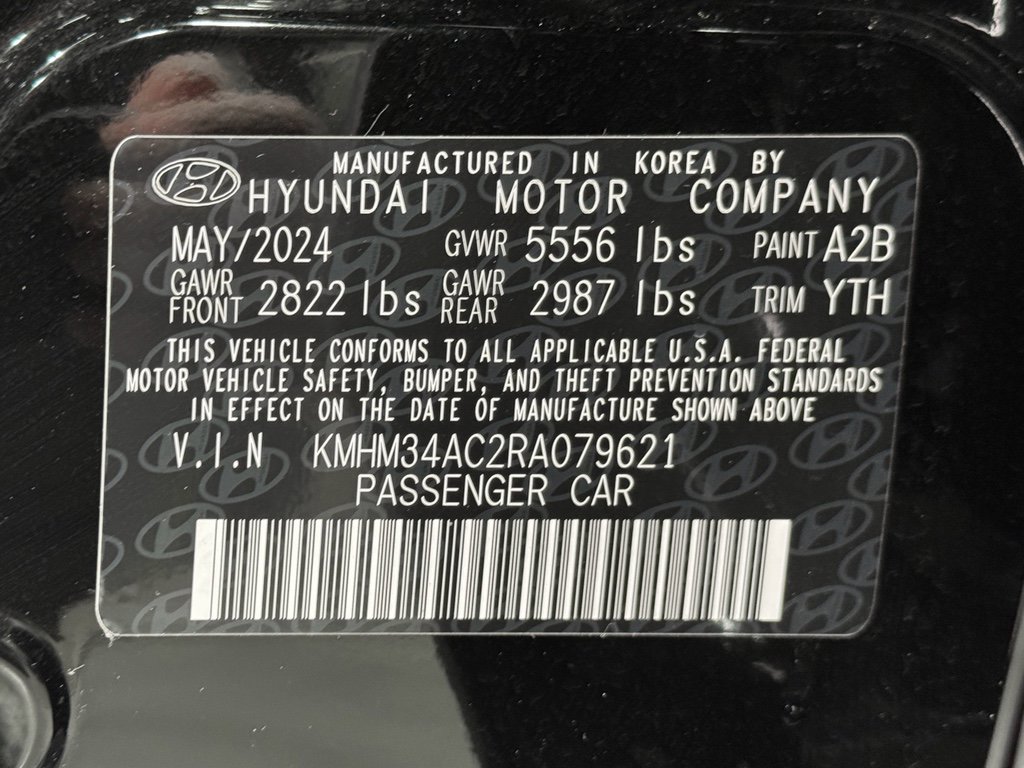 MANUFACTURED IN KOREA BY
HYUNDAI MOTOR COMPANY
MAY/2024 GVWR 5556 lbs PAINT A2B
GAWR FRONT 2822 lbs GAWR REAR 2987 lbs TRIM YTH
THIS VEHICLE CONFORMS TO ALL APPLICABLE U.S.A. FEDERAL
MOTOR VEHICLE SAFETY, BUMPER, AND THEFT PREVENTION STANDARDS
IN EFFECT ON THE DATE OF MANUFACTURE SHOWN ABOVE
V.I.N KMHM34AC2RA079621
PASSENGER CAR